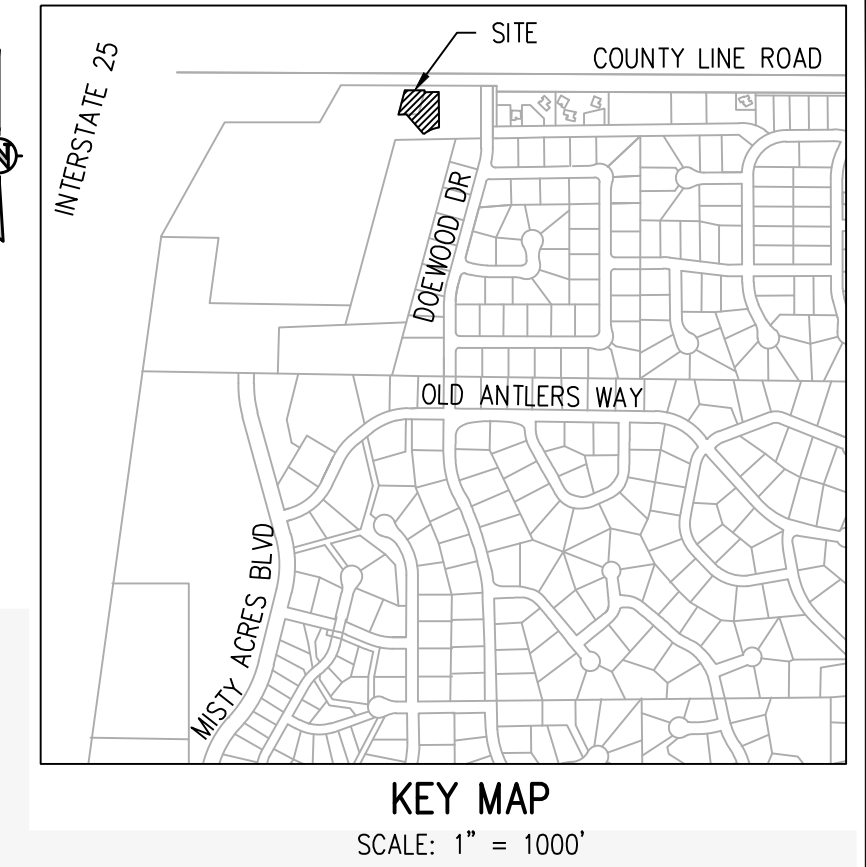 SITE
COUNTY LINE ROAD
INTERSTATE 25
DOEWOOD DR
OLD ANTLERS WAY
MISTY ACRES BLVD
KEY MAP
SCALE: 1" = 1000'